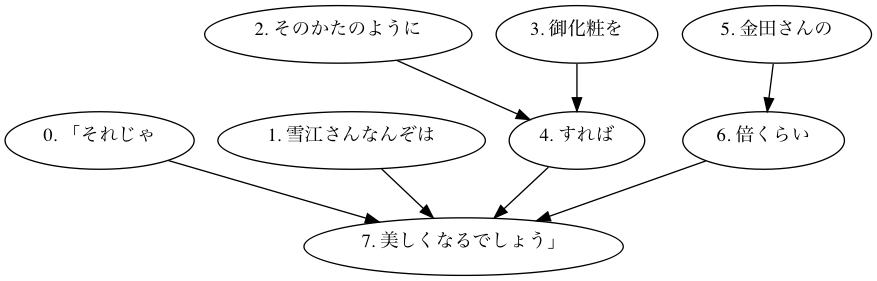 2. そのかたのように
3. 御化粧を
5. 金田さんの
0. 「それじゃ
1. 雪江さんなんぞは
4. すれば
6. 倍くらい
7. 美しくなるでしょう」